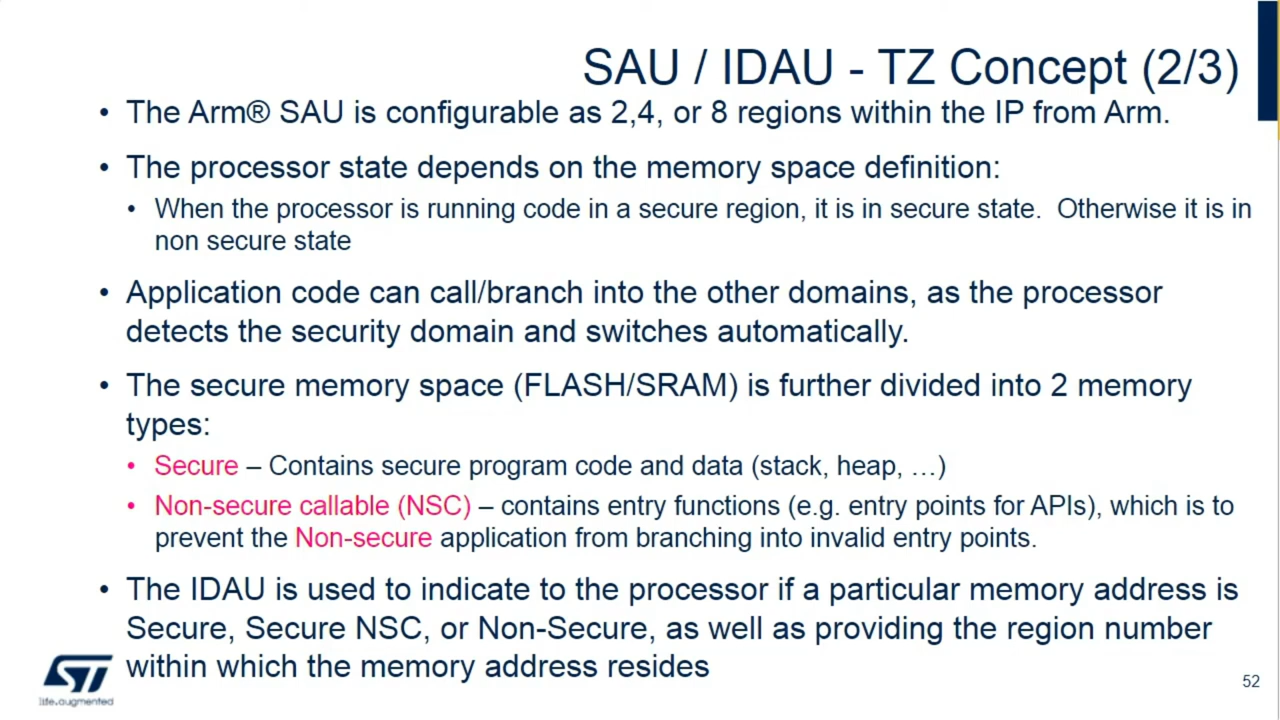 SAU / IDAU - TZ Concept (2/3)
• The Arm® SAU is configurable as 2,4, or 8 regions within the IP from Arm.
• The processor state depends on the memory space definition:
• When the processor is running code in a secure region, it is in secure state.  Otherwise it is in
non secure state
• Application code can call/branch into the other domains, as the processor
detects the security domain and switches automatically.
• The secure memory space (FLASH/SRAM) is further divided into 2 memory
types:
• Secure – Contains secure program code and data (stack, heap, …)
• Non-secure callable (NSC) – contains entry functions (e.g. entry points for APIs), which is to
prevent the Non-secure application from branching into invalid entry points.
• The IDAU is used to indicate to the processor if a particular memory address is
Secure, Secure NSC, or Non-Secure, as well as providing the region number
within which the memory address resides
ST
life.augmented
52